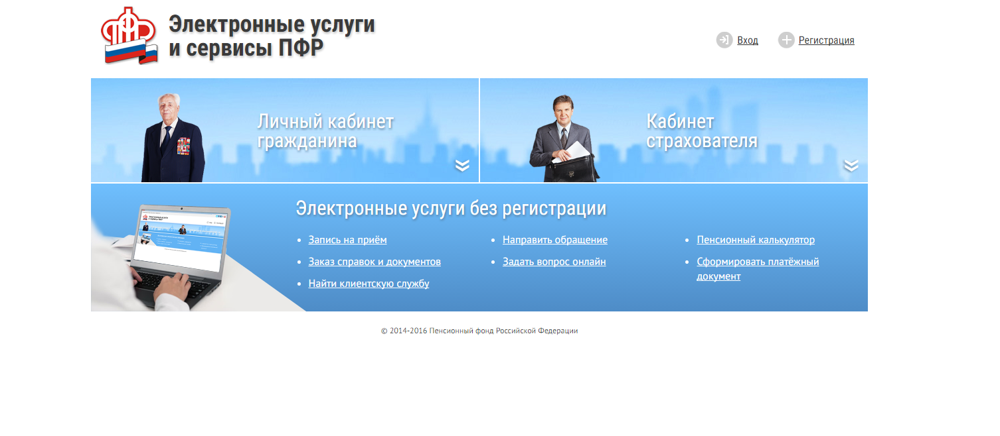 Электронные услуги
и сервисы ПФР
Вход
Регистрация
Личный кабинет
гражданина
Кабинет
страхователя
Электронные услуги без регистрации
Запись на приём
Заказ справок и документов
Найти клиентскую службу
Направить обращение
Задать вопрос онлайн
Пенсионный калькулятор
Сформировать платёжный
документ
© 2014-2016 Пенсионный фонд Российской Федерации